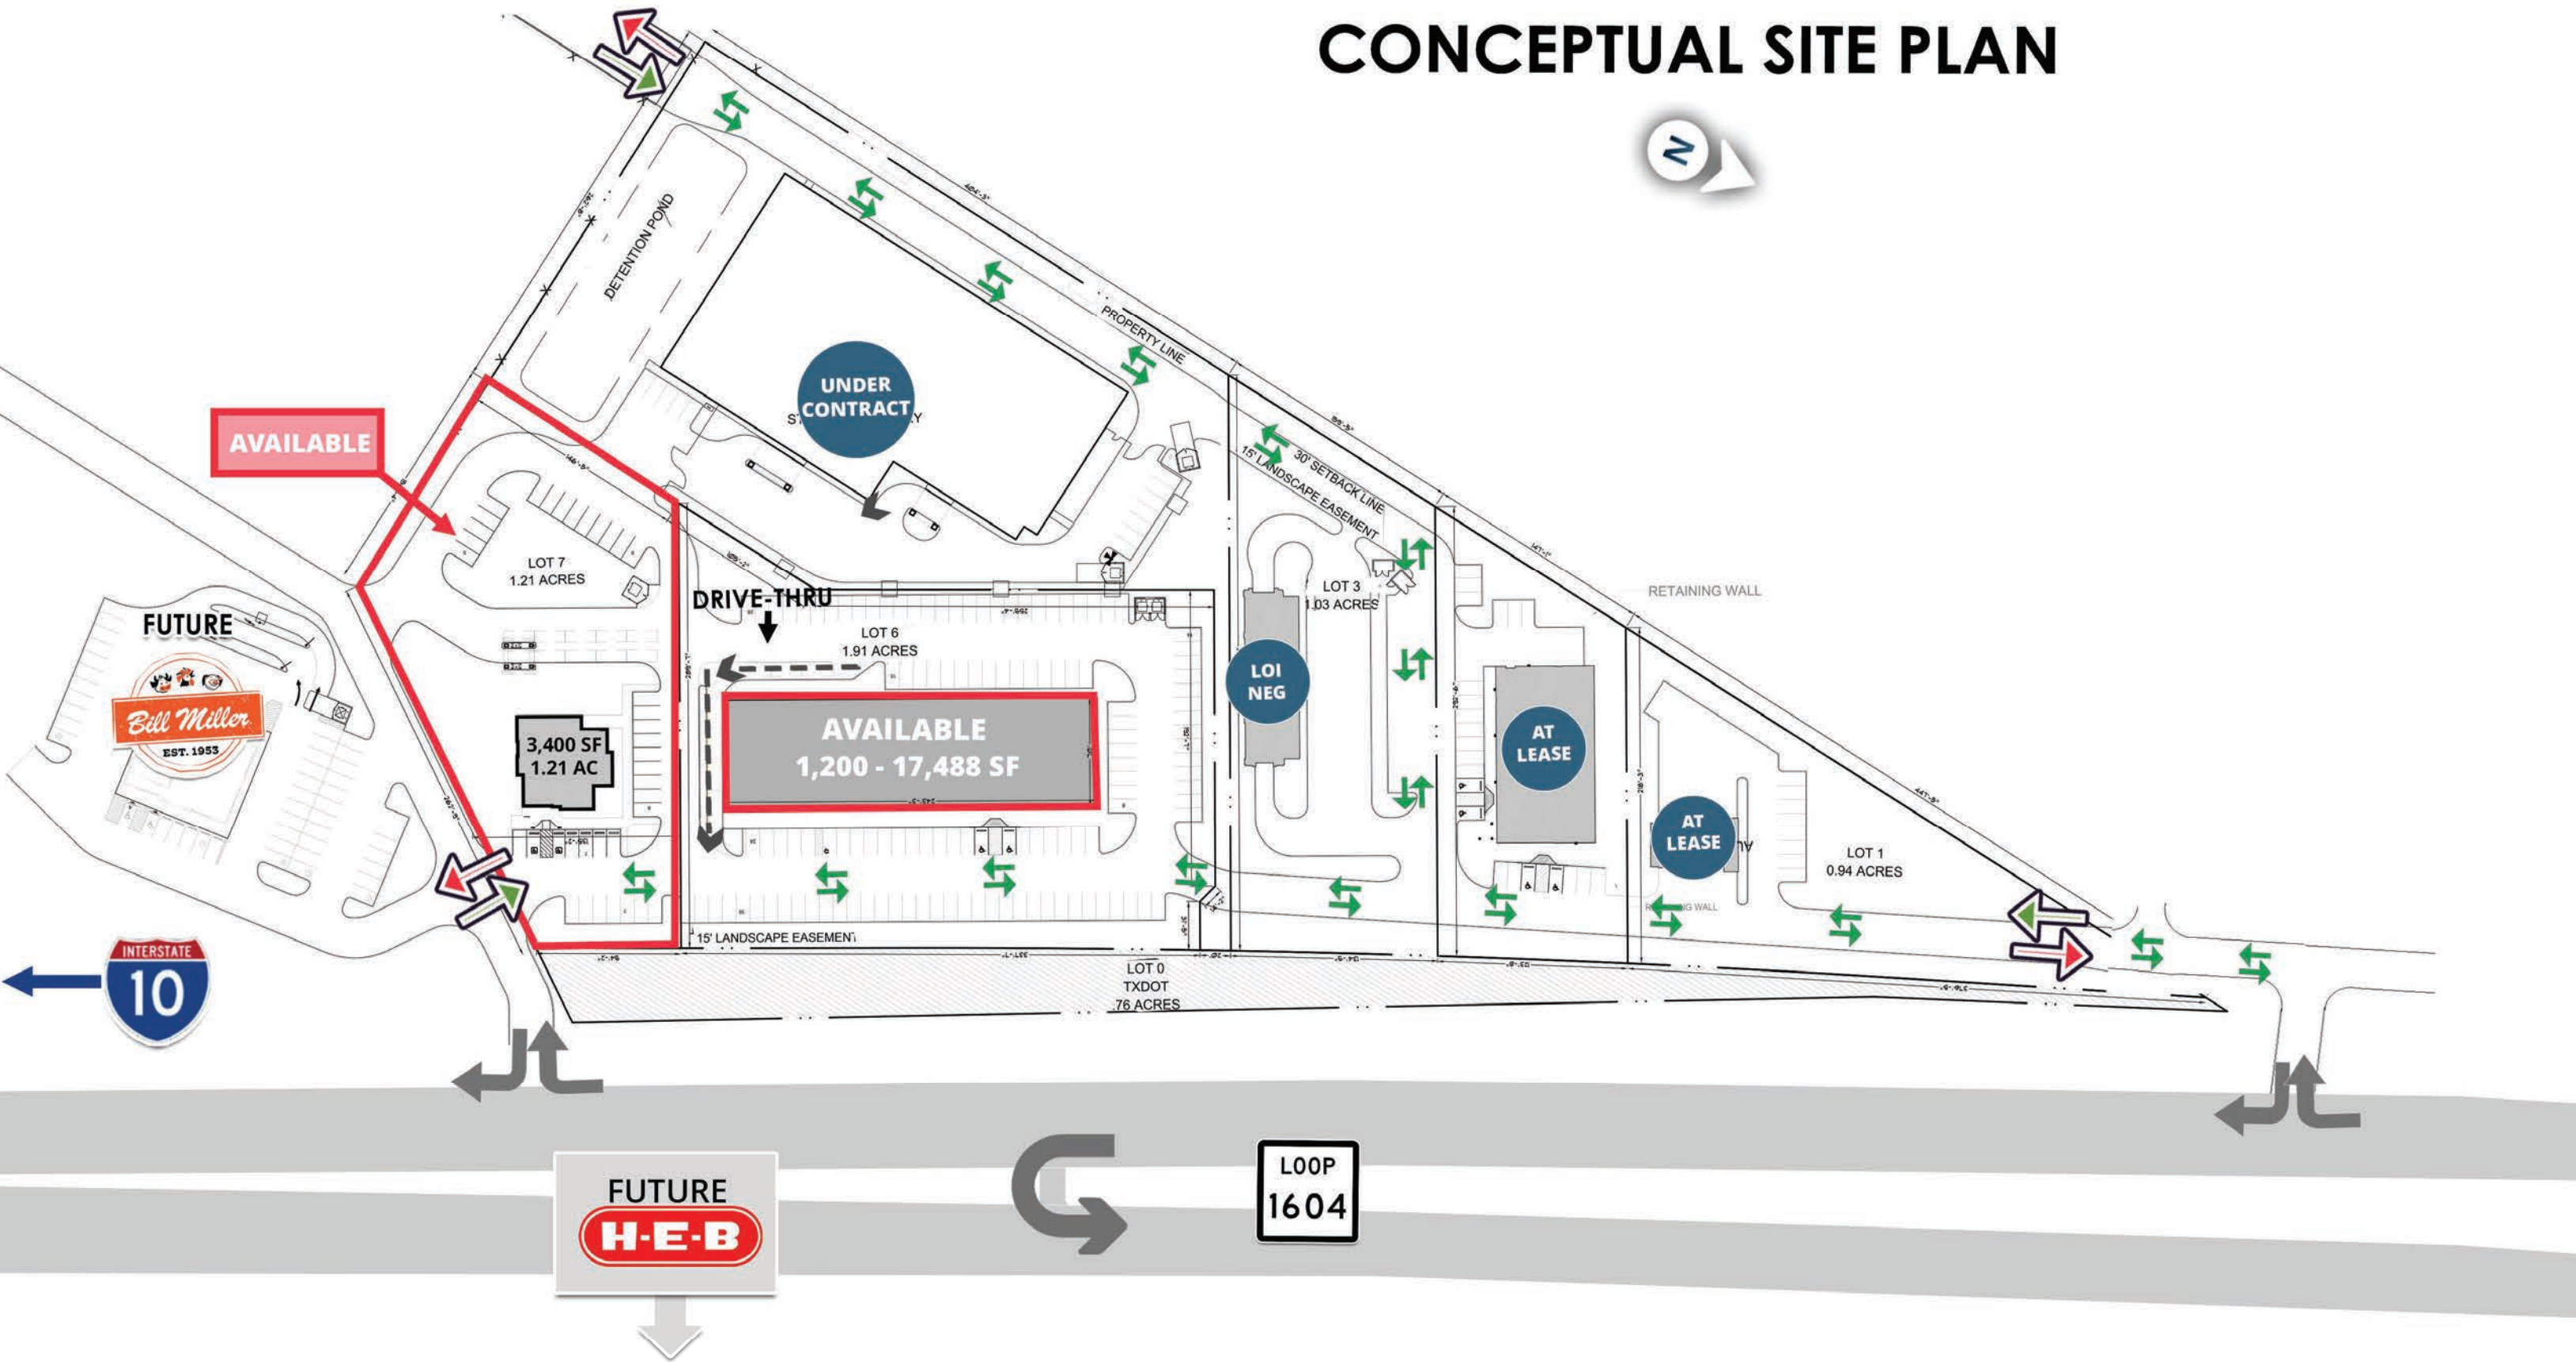 CONCEPTUAL SITE PLAN
N
DETENTION POND
404'-3"
PROPERTY LINE
UNDER
CONTRACT
AVAILABLE
LOT 7
1.21 ACRES
30' SETBACK LINE
15' LANDSCAPE EASEMENT
LOT 3
1.03 ACRES
RETAINING WALL
FUTURE
Bill Miller
EST. 1953
DRIVE-THRU
LOT 6
1.91 ACRES
LOI
NEG
3,400 SF
1.21 AC
AVAILABLE
1,200 - 17,488 SF
AT
LEASE
AT
LEASE
LOT 1
0.94 ACRES
15' LANDSCAPE EASEMENT
LOT 0
TXDOT
.76 ACRES
INTERSTATE
10
FUTURE
H-E-B
LOOP
1604